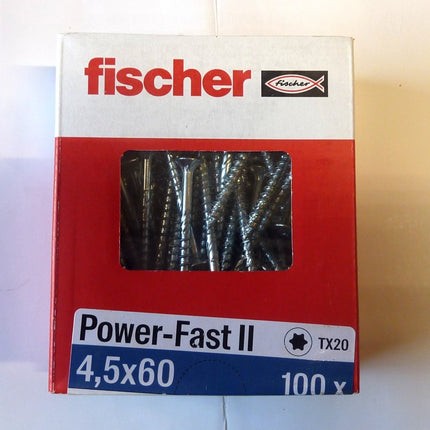 fischer
fischer
Power-Fast II
TX20
4,5x60
100 x